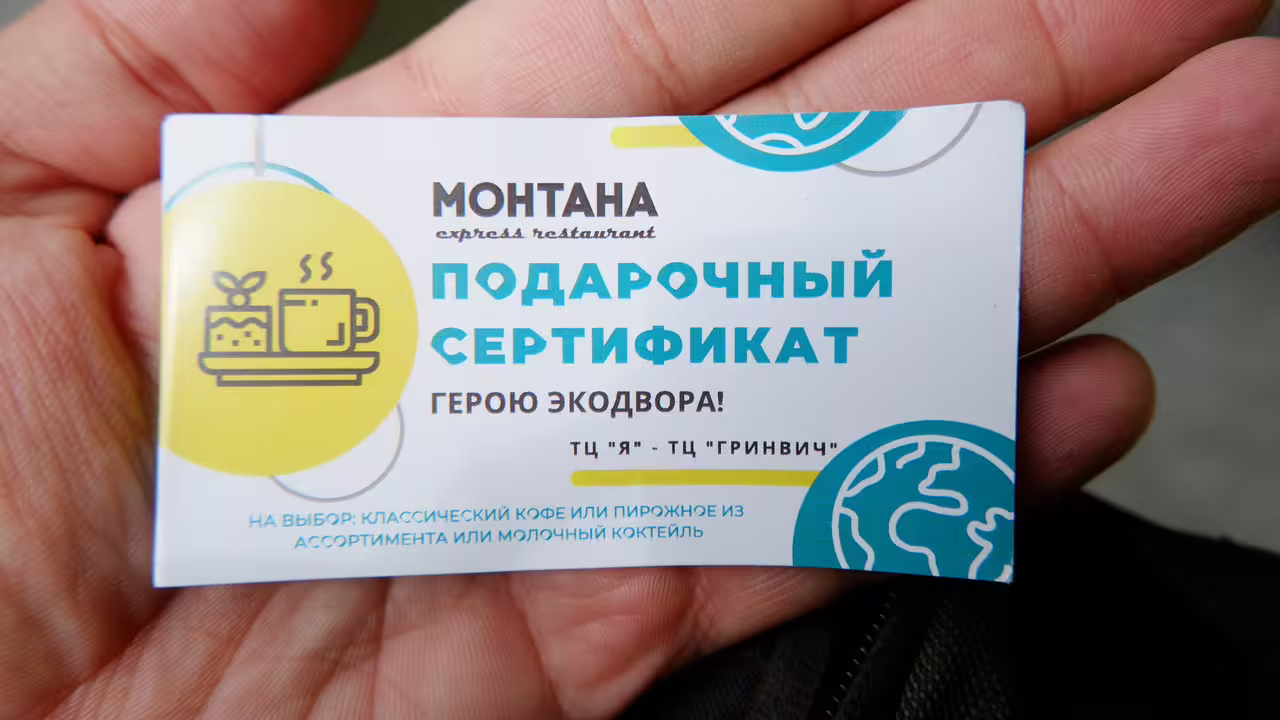 МОНТАНА
express restaurant
ПОДАРОЧНЫЙ
СЕРТИФИКАТ
ГЕРОЮ ЭКОДВОРА!
ТЦ "Я" - ТЦ "ГРИНВИЧ"
НА ВЫБОР: КЛАССИЧЕСКИЙ КОФЕ ИЛИ ПИРОЖНОЕ ИЗ
АССОРТИМЕНТА ИЛИ МОЛОЧНЫЙ КОКТЕЙЛЬ